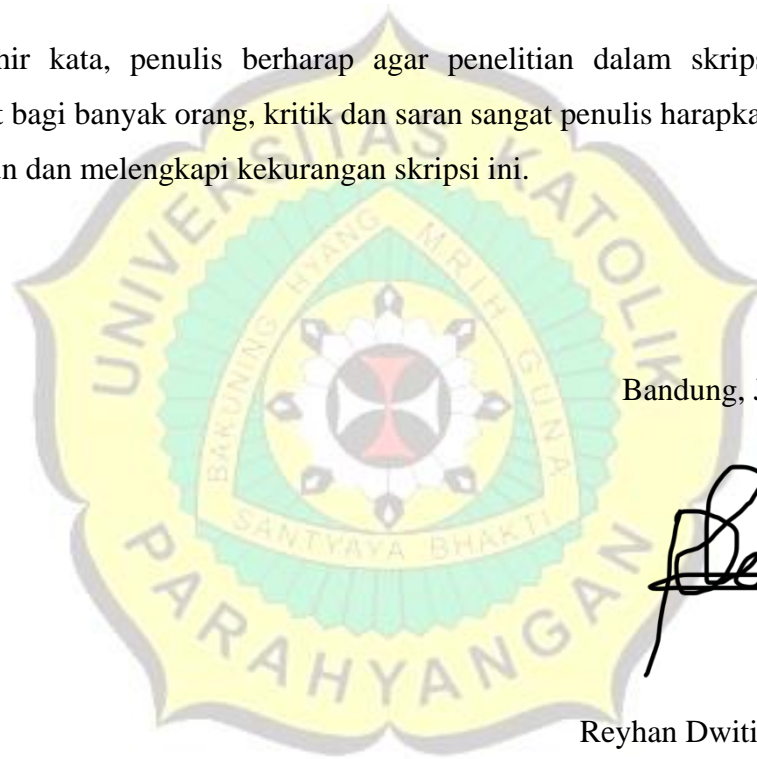 hir kata, penulis berharap agar penelitian dalam skrips
t bagi banyak orang, kritik dan saran sangat penulis harapka
un dan melengkapi kekurangan skripsi ini.
UNIVERSITAS KATOLIK
BAKUNING HYANG MRIH GUNA
Bandung, J
SANTYAYA BHAKTI
PARAHYANGAN
Reyhan Dwiti